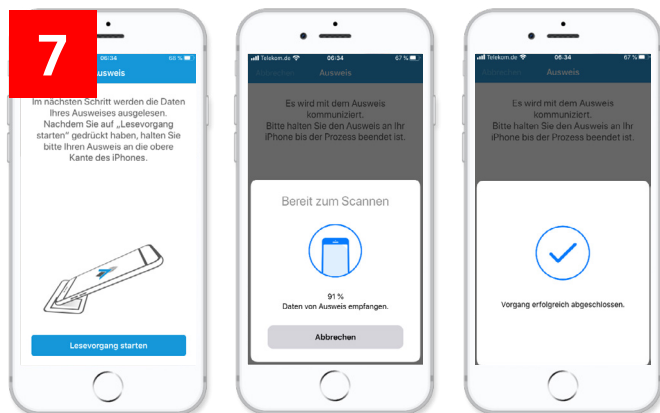 7
06:34
66 %
Ausweis
Im nächsten Schritt werden die Daten
Ihres Ausweises ausgelesen.
Nachdem Sie auf „Lesevorgang
starten" gedrückt haben, halten Sie
bitte Ihren Ausweis an die obere
Kante des iPhones.
Lesevorgang starten
Telekom.de
06:34
67 %
Abbrechen
Ausweis
Es wird mit dem Ausweis
kommuniziert.
Bitte halten Sie den Ausweis an Ihr
iPhone bis der Prozess beendet ist.
Bereit zum Scannen
91 %
Daten von Ausweis empfangen.
Abbrechen
Telekom.de
06:34
67 %
Abbrechen
Ausweis
Es wird mit dem Ausweis
kommuniziert.
Bitte halten Sie den Ausweis an Ihr
iPhone bis der Prozess beendet ist.
Vorgang erfolgreich abgeschlossen.